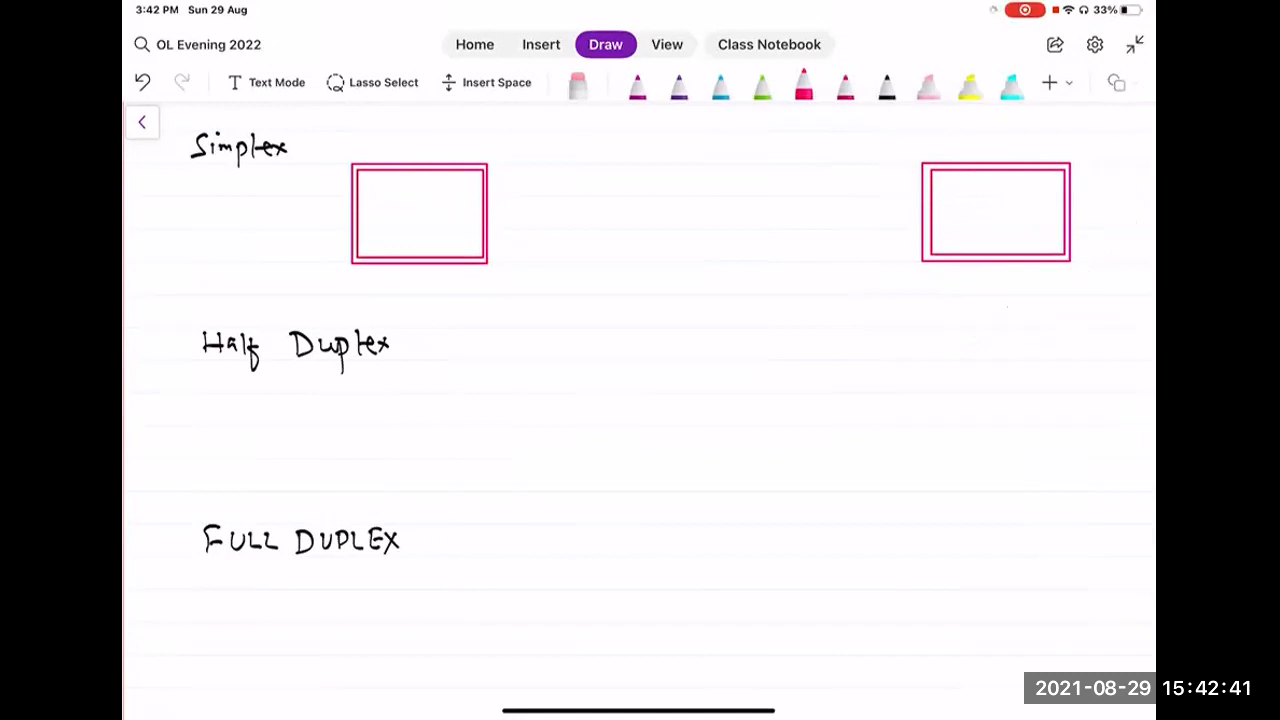 3:42 PM Sun 29 Aug
33%
OL Evening 2022
Home Insert Draw View Class Notebook
Text Mode Lasso Select Insert Space
Simplex
Half Duplex
FULL DUPLEX
2021-08-29 15:42:41